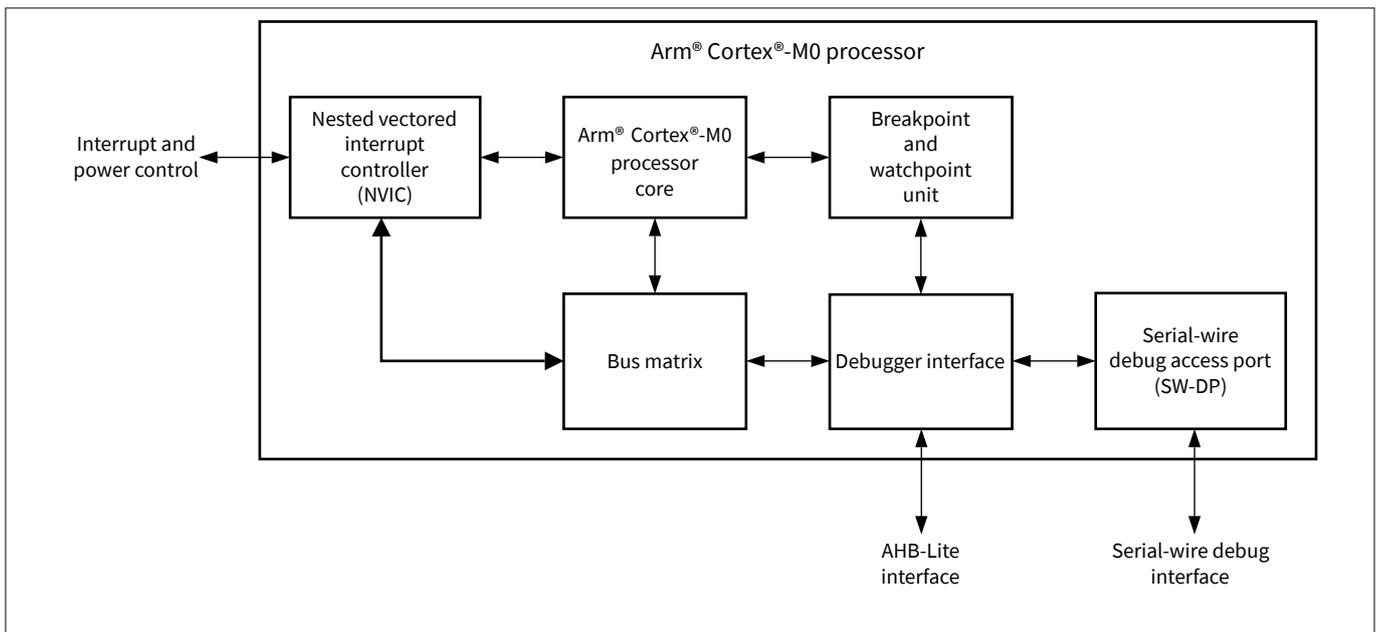 Arm® Cortex®-M0 processor
Interrupt and
power control
Nested vectored
interrupt
controller
(NVIC)
Arm® Cortex®-M0
processor
core
Breakpoint
and
watchpoint
unit
Bus matrix
Debugger interface
Serial-wire
debug access port
(SW-DP)
AHB-Lite
interface
Serial-wire debug
interface